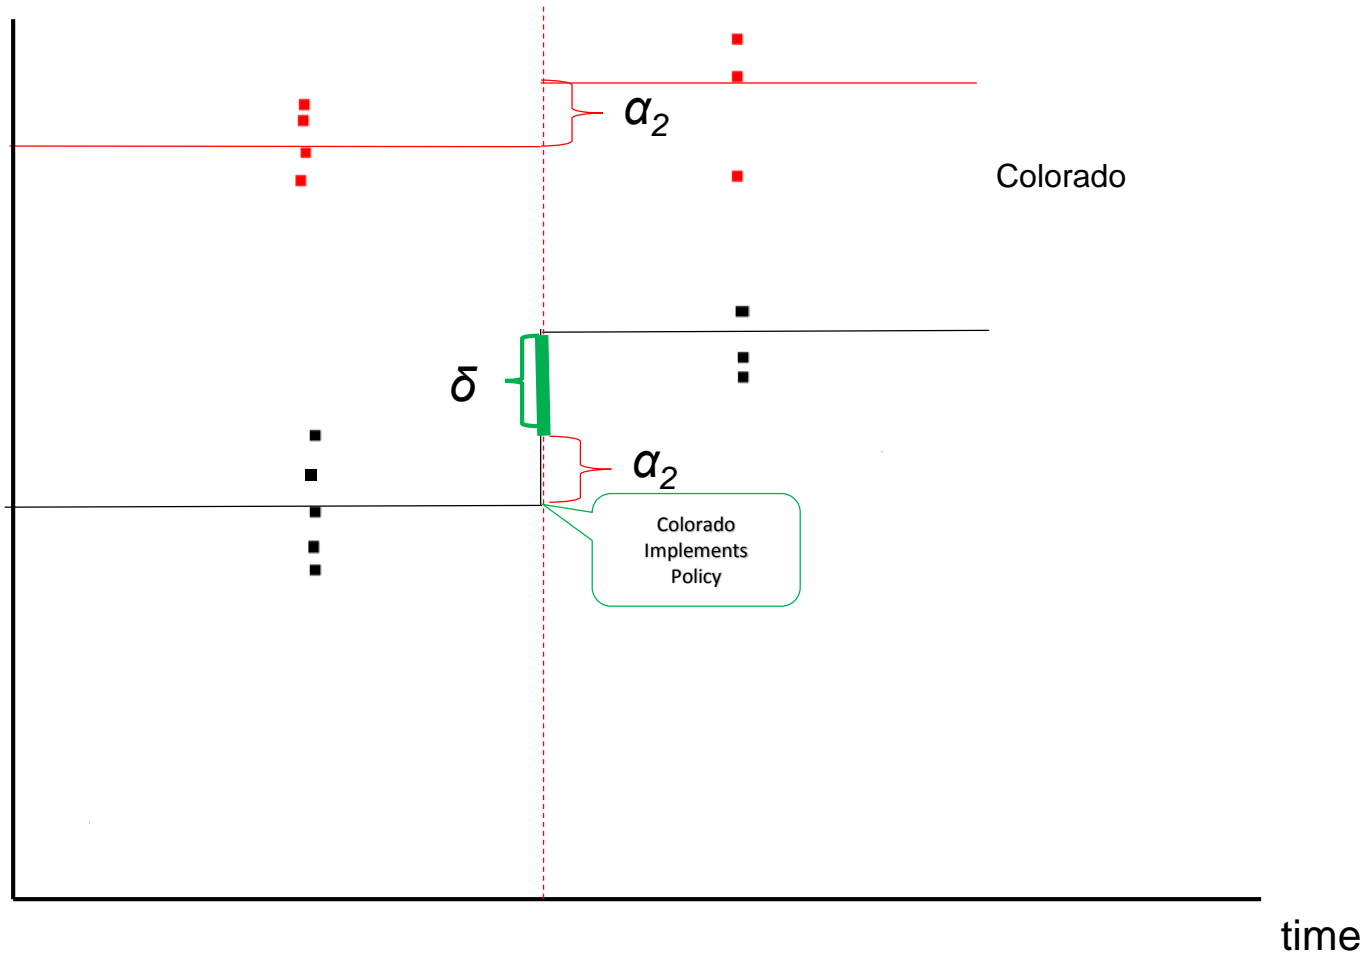 α2
Colorado
δ
α2
Colorado
Implements
Policy
time